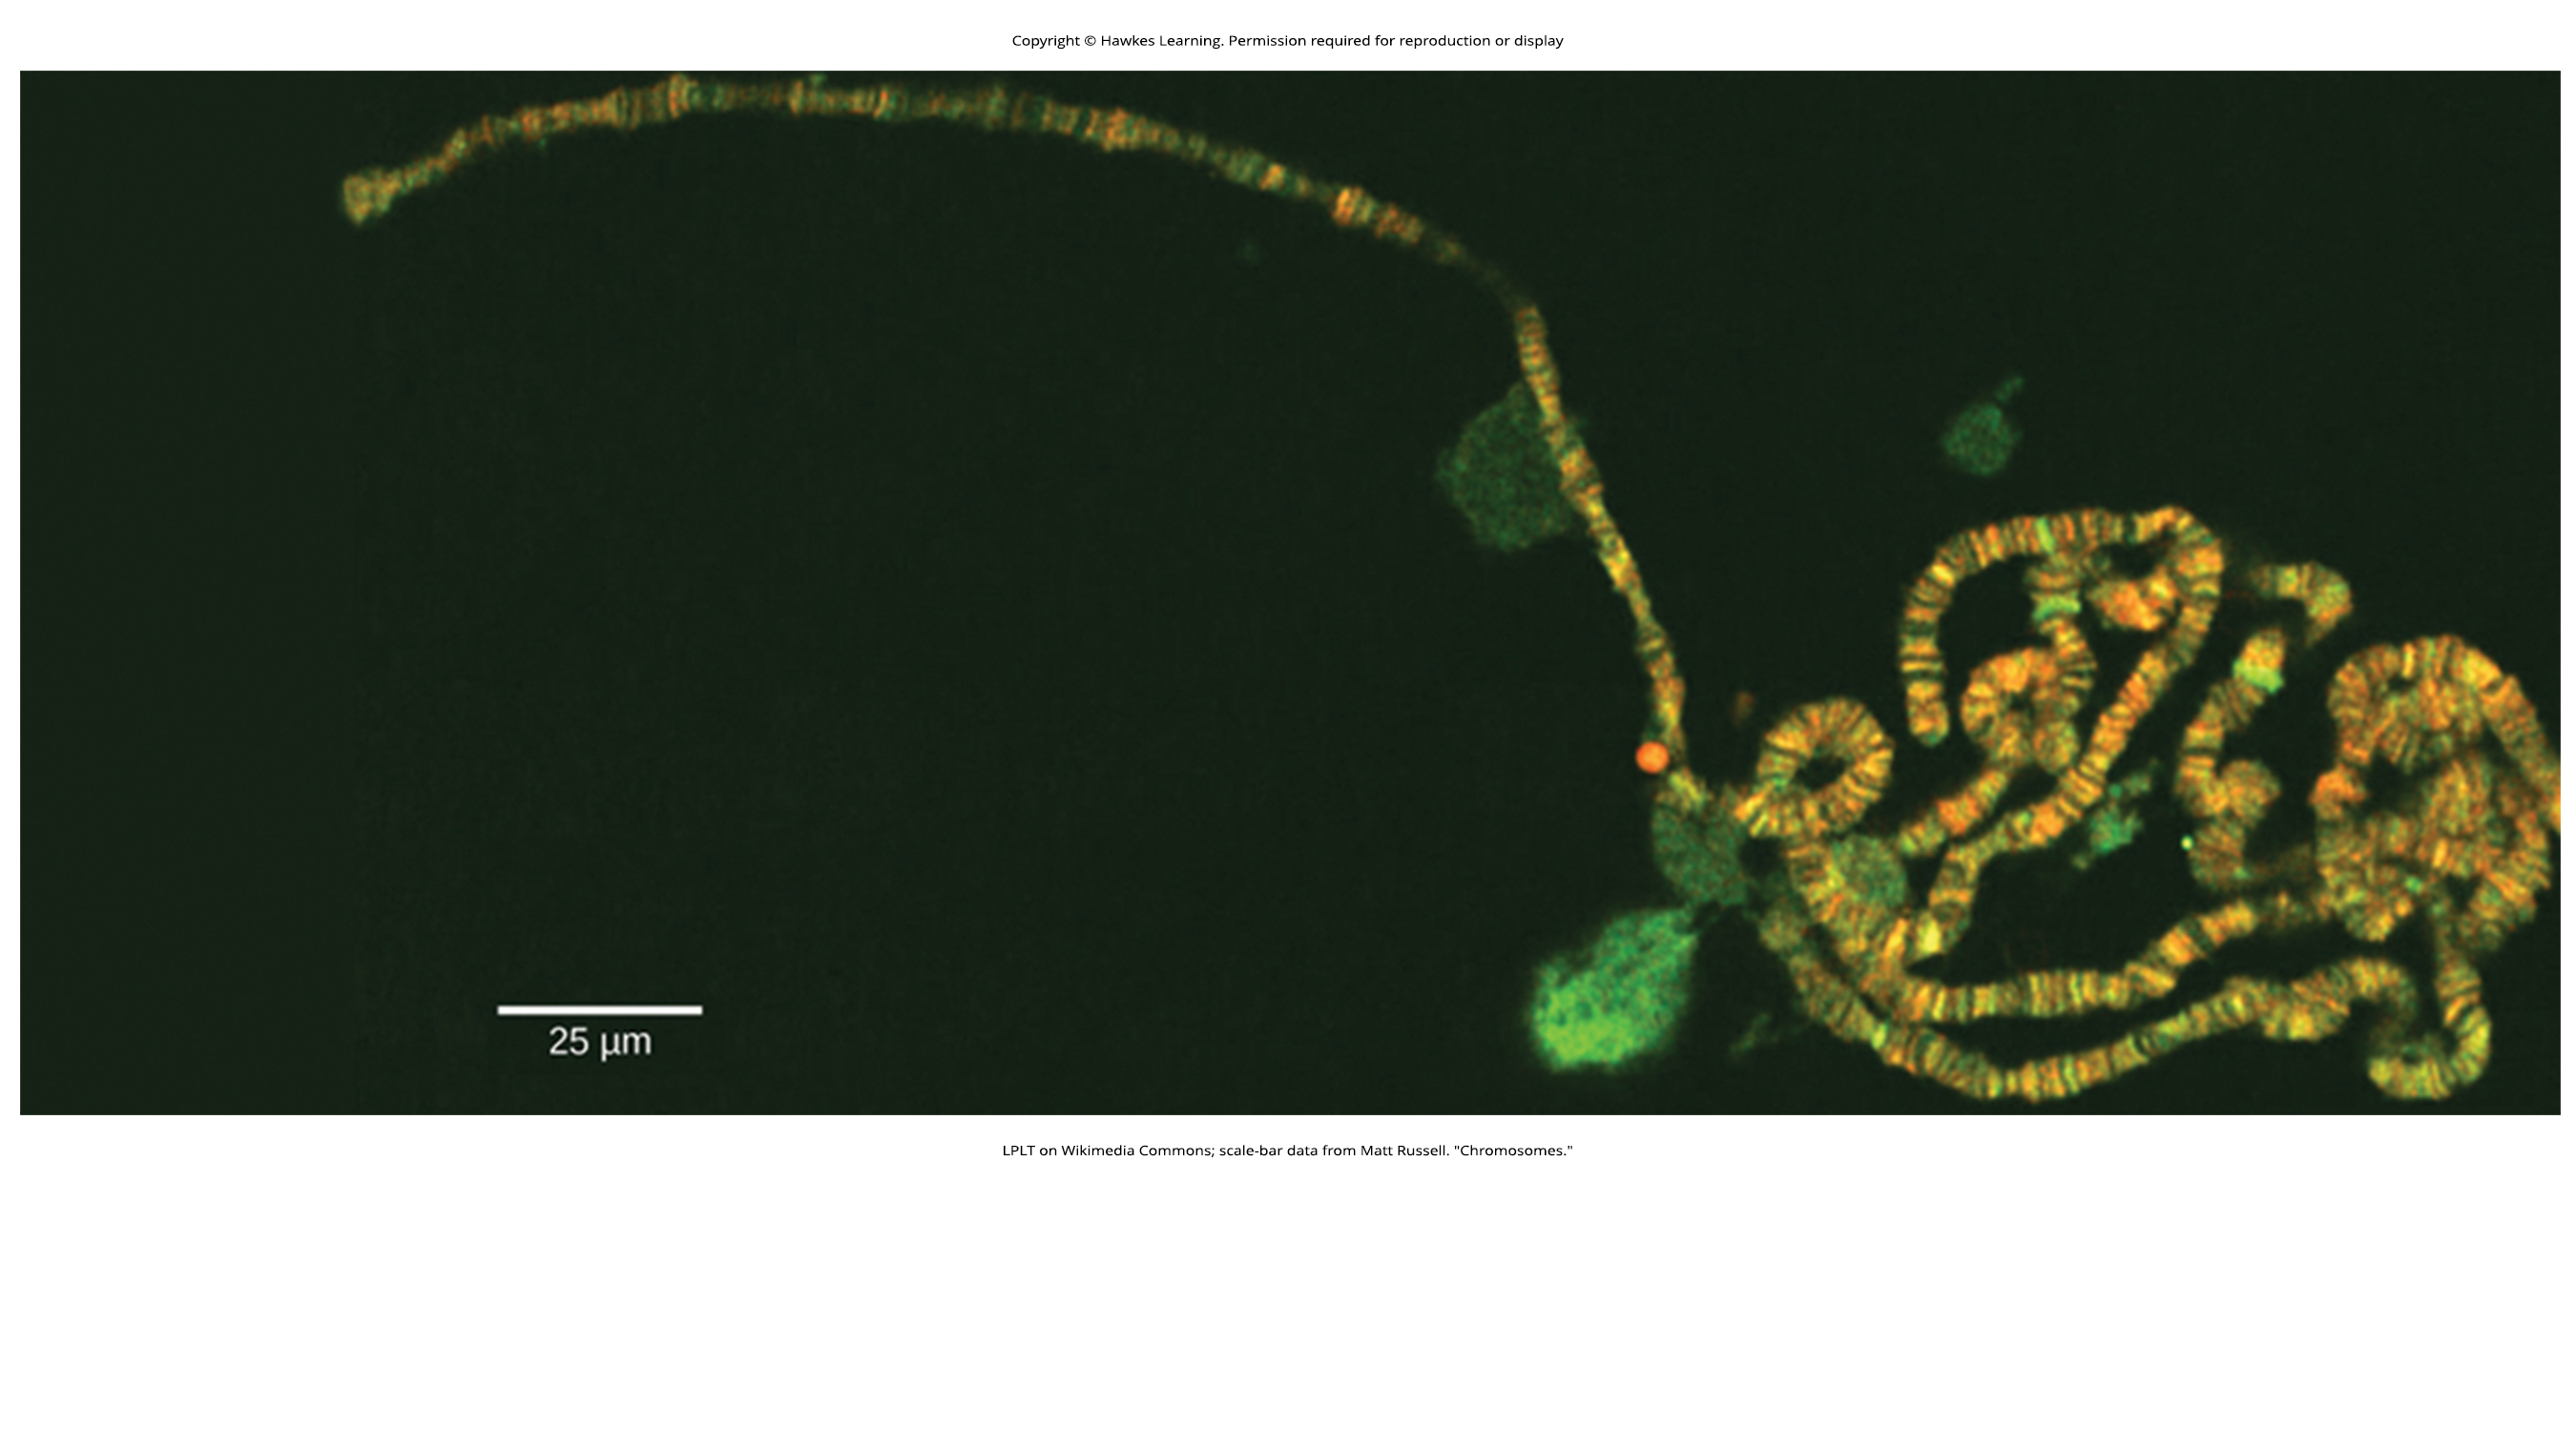 Copyright © Hawkes Learning. Permission required for reproduction or display
25 µm
LPLT on Wikimedia Commons; scale-bar data from Matt Russell. "Chromosomes."